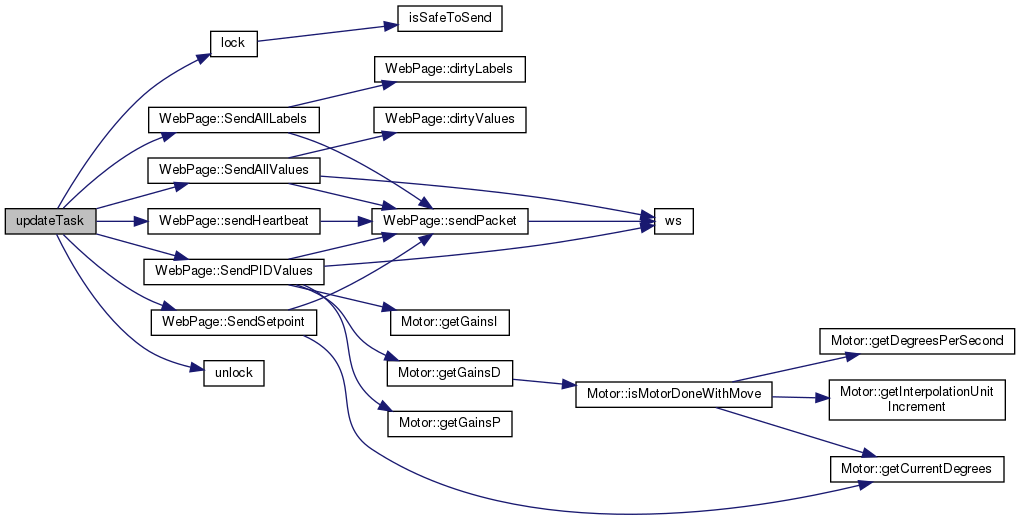 isSafeToSend
lock
WebPage::dirtyLabels
WebPage::SendAllLabels
WebPage::dirtyValues
WebPage::SendAllValues
updateTask
WebPage::sendHeartbeat
WebPage::sendPacket
ws
WebPage::SendPIDValues
WebPage::SendSetpoint
Motor::getGainsI
Motor::getDegreesPerSecond
unlock
Motor::getGainsD
Motor::isMotorDoneWithMove
Motor::getInterpolationUnit
Increment
Motor::getGainsP
Motor::getCurrentDegrees